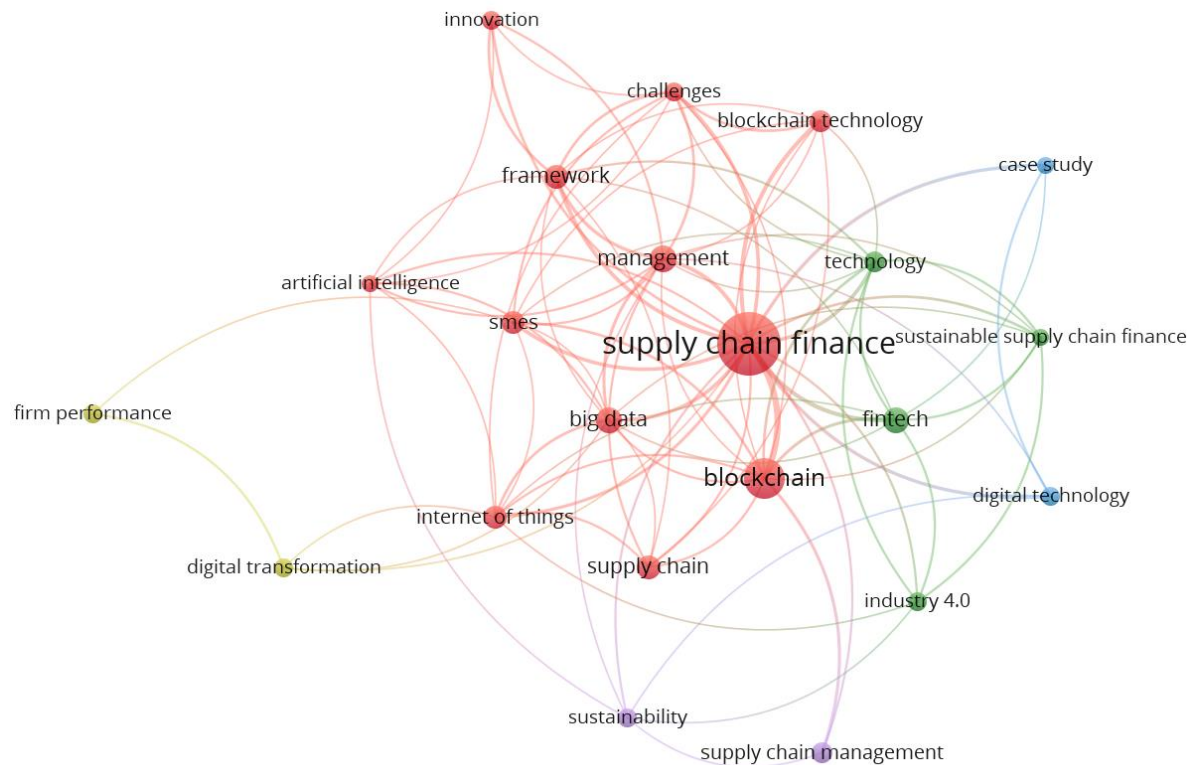 innovation
challenges
blockchain technology
case study
framework
management
technology
artificial intelligence
smes
supply chain finance
sustainable supply chain finance
firm performance
big data
fintech
blockchain
digital technology
internet of things
digital transformation
supply chain
industry 4.0
sustainability
supply chain management